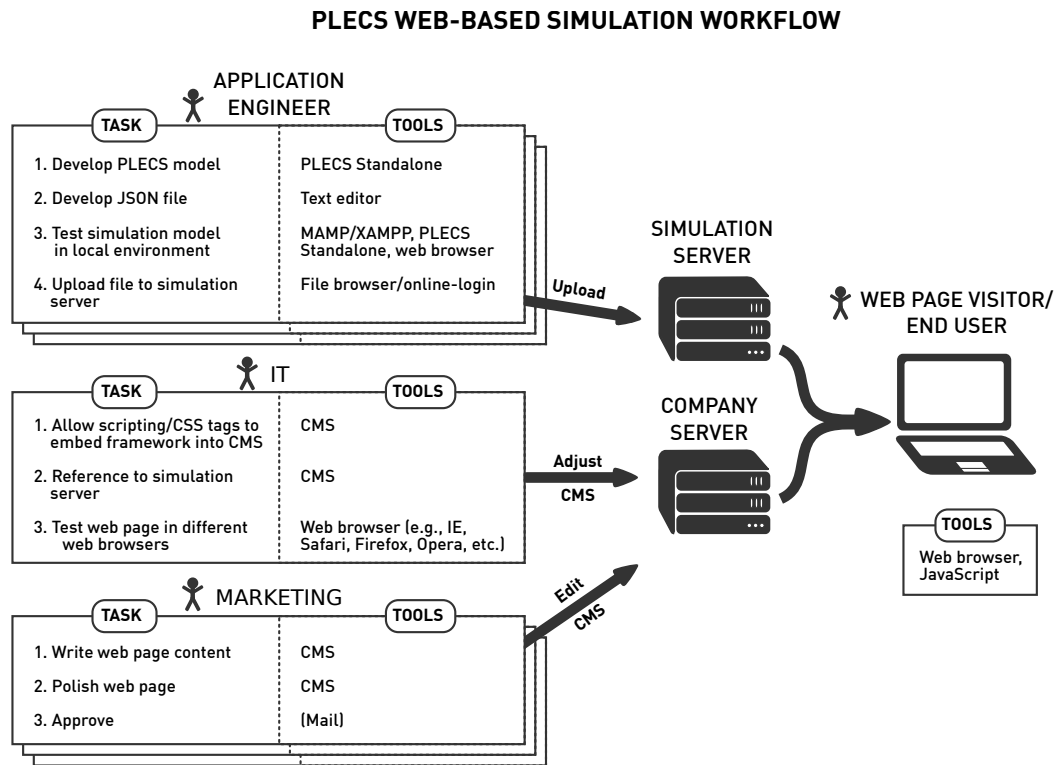 PLECS WEB-BASED SIMULATION WORKFLOW
APPLICATION
ENGINEER
TASK
TOOLS
1. Develop PLECS model
PLECS Standalone
2. Develop JSON file
Text editor
3. Test simulation model
in local environment
MAMP/XAMPP, PLECS
Standalone, web browser
4. Upload file to simulation
server
File browser/online-login
Upload
SIMULATION
SERVER
WEB PAGE VISITOR/
END USER
IT
TASK
TOOLS
1. Allow scripting/CSS tags to
embed framework into CMS
CMS
2. Reference to simulation
server
CMS
3. Test web page in different
web browsers
Web browser (e.g., IE,
Safari, Firefox, Opera, etc.)
Adjust
CMS
COMPANY
SERVER
TOOLS
Web browser,
JavaScript
MARKETING
TASK
TOOLS
1. Write web page content
CMS
2. Polish web page
CMS
3. Approve
(Mail)
Edit
CMS